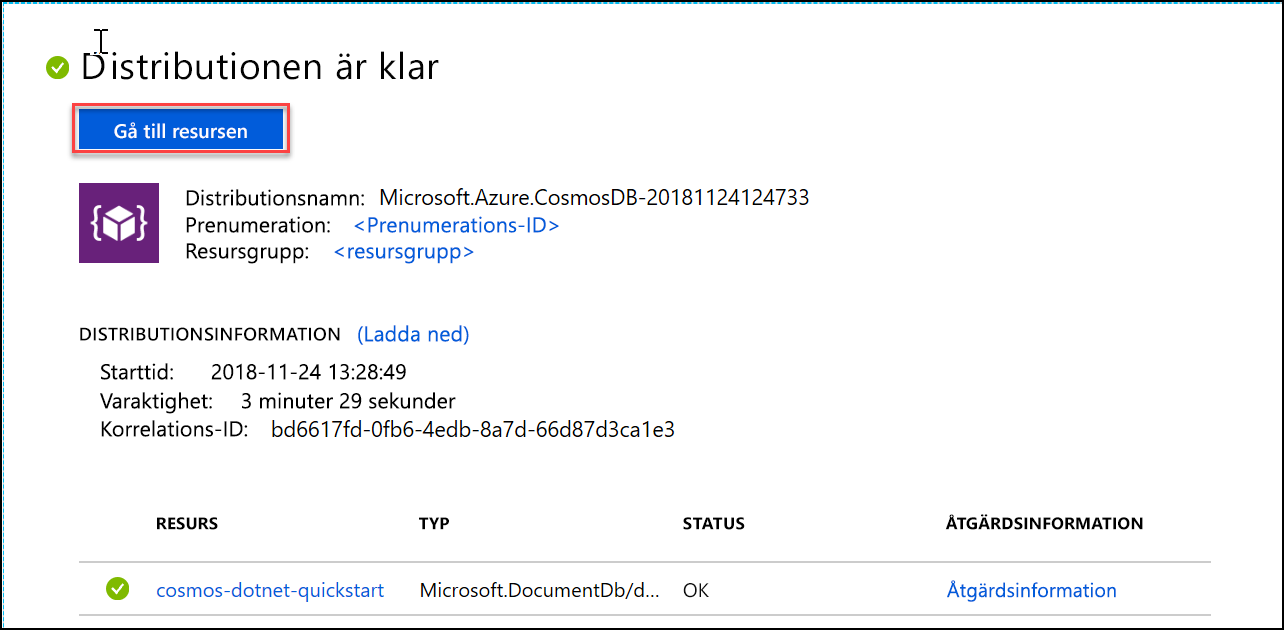 Distributionen är klar
Gå till resursen
Distributionsnamn: Microsoft.Azure.CosmosDB-20181124124733
Prenumeration: <Prenumerations-ID>
Resursgrupp: <resursgrupp>
DISTRIBUTIONSINFORMATION (Ladda ned)
Starttid: 2018-11-24 13:28:49
Varaktighet: 3 minuter 29 sekunder
Korrelations-ID: bd6617fd-0fb6-4edb-8a7d-66d87d3ca1e3
RESURS TYP STATUS ÅTGÄRDSINFORMATION
cosmos-dotnet-quickstart Microsoft.DocumentDb/d... OK Åtgärdsinformation